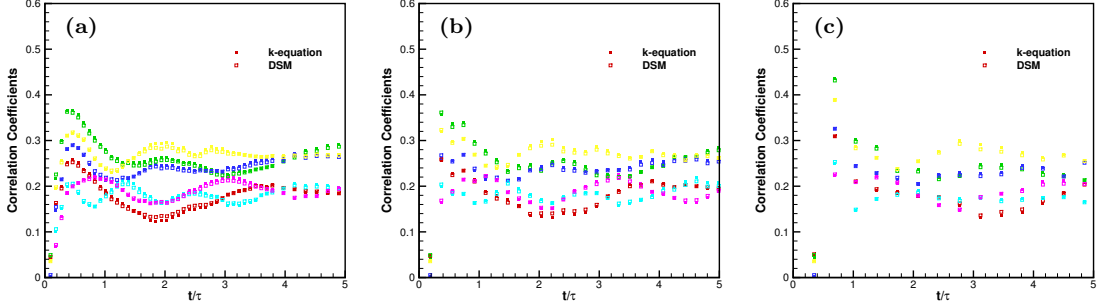 (a)
k-equation
DSM
Correlation Coefficients
0.6
0.5
0.4
0.3
0.2
0.1
0
0 1 2 3 4 5
t/τ
(b)
k-equation
DSM
Correlation Coefficients
0.6
0.5
0.4
0.3
0.2
0.1
0
0 1 2 3 4 5
t/τ
(c)
k-equation
DSM
Correlation Coefficients
0.6
0.5
0.4
0.3
0.2
0.1
0
0 1 2 3 4 5
t/τ